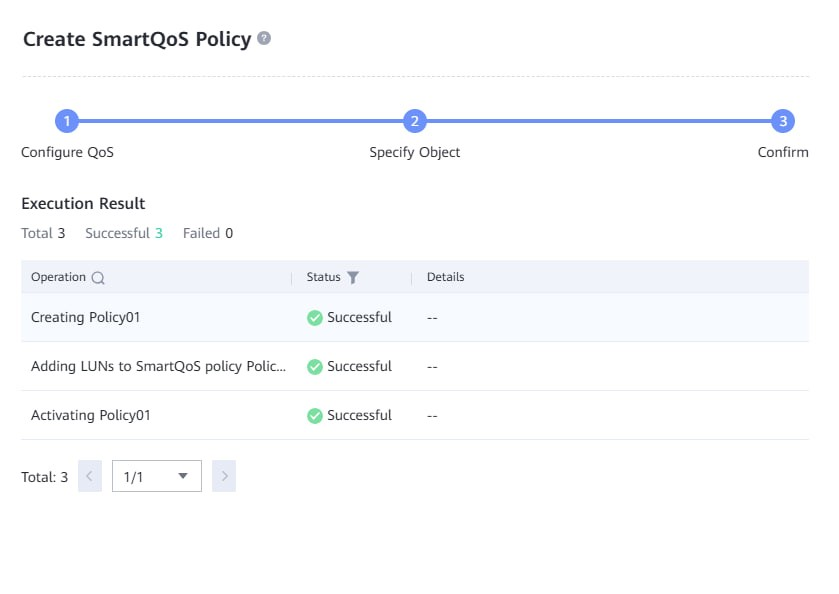 Create SmartQoS Policy ?
1 2 3
Configure QoS Specify Object Confirm
Execution Result
Total 3 Successful 3 Failed 0
Operation Status Details
Creating Policy01 Successful --
Adding LUNs to SmartQoS policy Polic... Successful --
Activating Policy01 Successful --
Total: 3 < 1/1 >